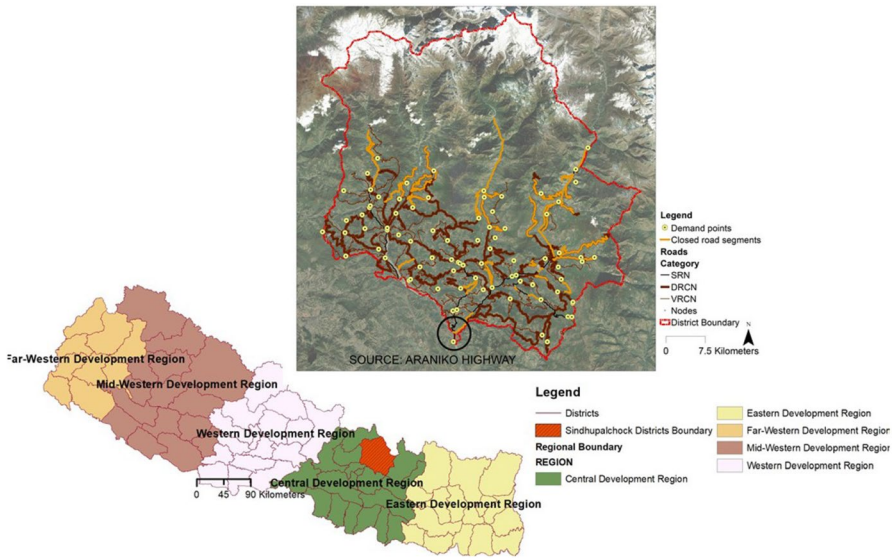 Legend
Demand points
Closed road segments
Roads
Category
SRN
DRCN
VRCN
Nodes
District Boundary
N
0 7.5 Kilometers
SOURCE: ARANIKO HIGHWAY
Far-Western Development Region
Mid-Western Development Region
Western Development Region
Central Development Region
Eastern Development Region
0 45 90 Kilometers
Legend
Districts
Sindhupalchock Districts Boundary
Regional Boundary
REGION
Central Development Region
Eastern Development Region
Far-Western Development Region
Mid-Western Development Region
Western Development Region